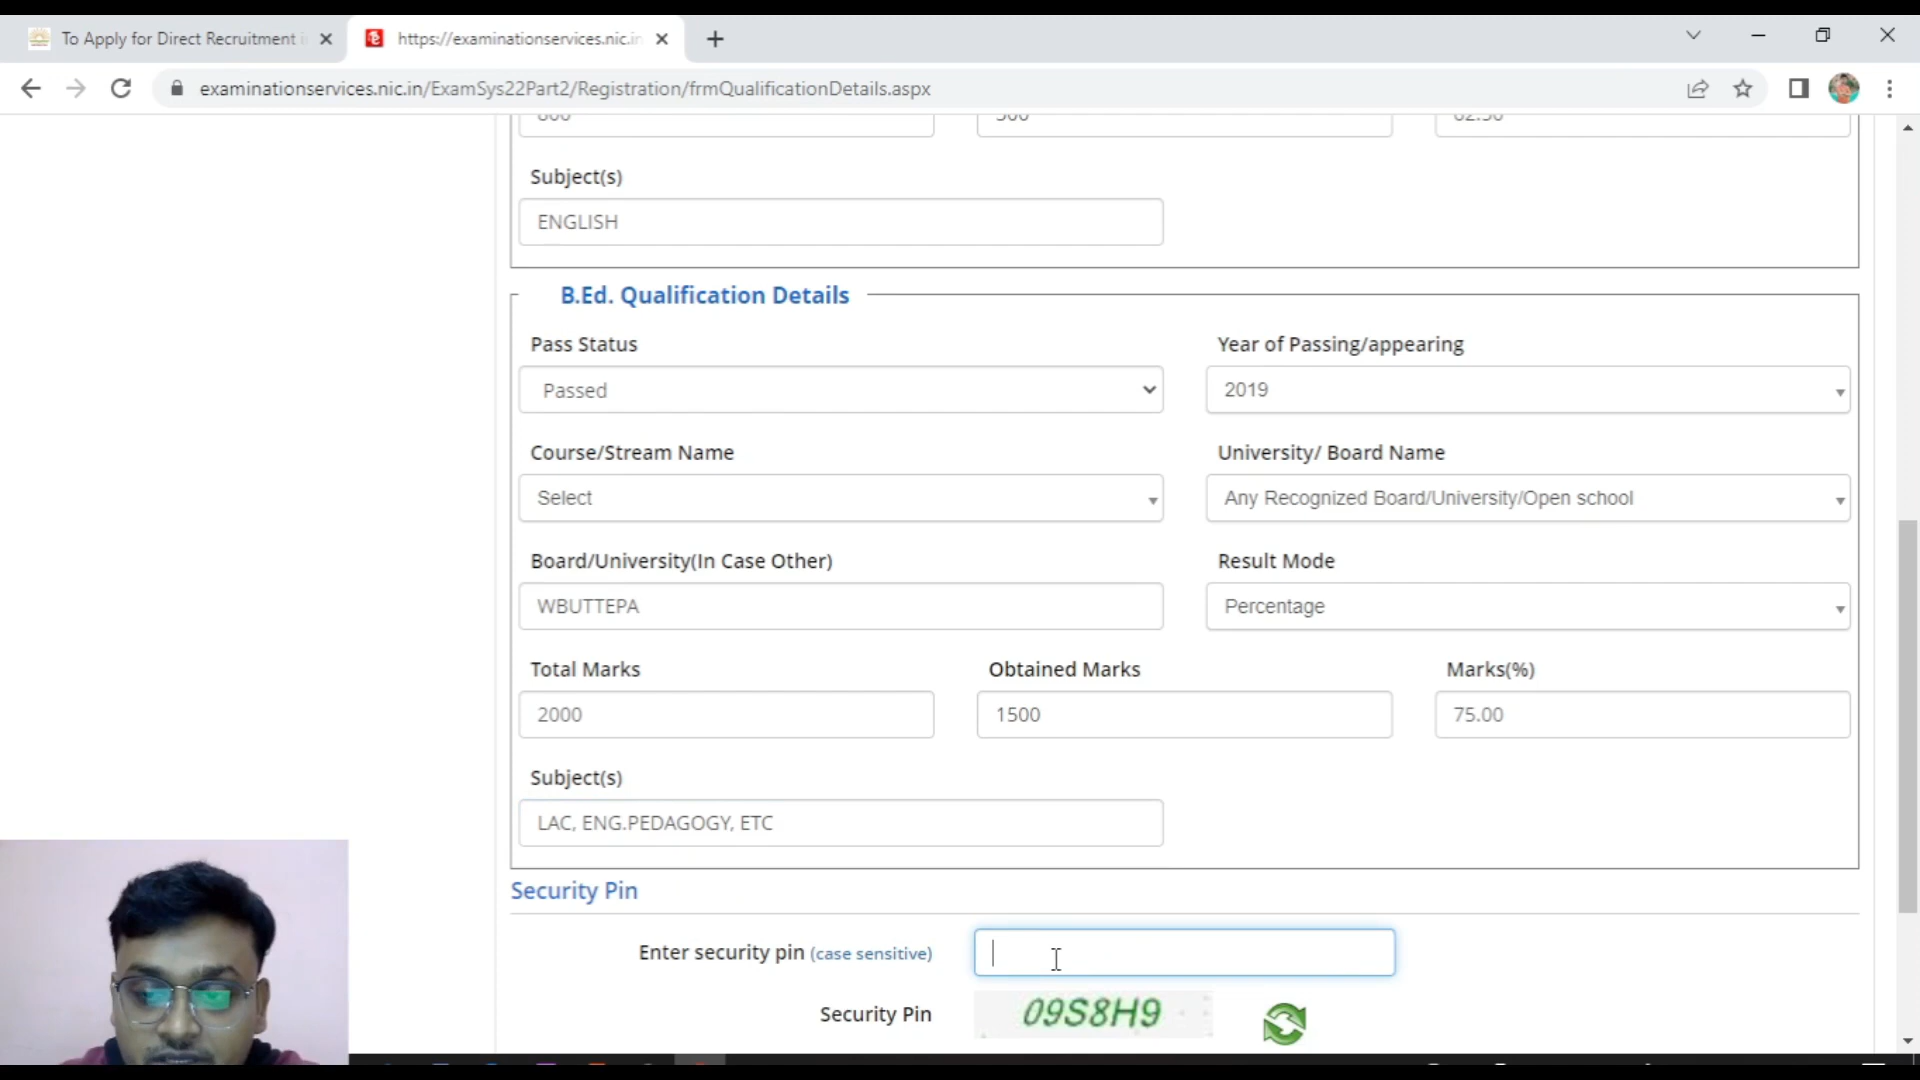 To Apply for Direct Recruitment i
https://examinationservices.nic.in
examinationservices.nic.in/ExamSys22Part2/Registration/frmQualificationDetails.aspx
Subject(s)
ENGLISH
B.Ed. Qualification Details
Pass Status
Year of Passing/appearing
Passed
2019
Course/Stream Name
University/ Board Name
Select
Any Recognized Board/University/Open school
Board/University(In Case Other)
Result Mode
WBUTTEPA
Percentage
Total Marks
Obtained Marks
Marks(%)
2000
1500
75.00
Subject(s)
LAC, ENG.PEDAGOGY, ETC
Security Pin
Enter security pin (case sensitive)
Security Pin
09S8H9